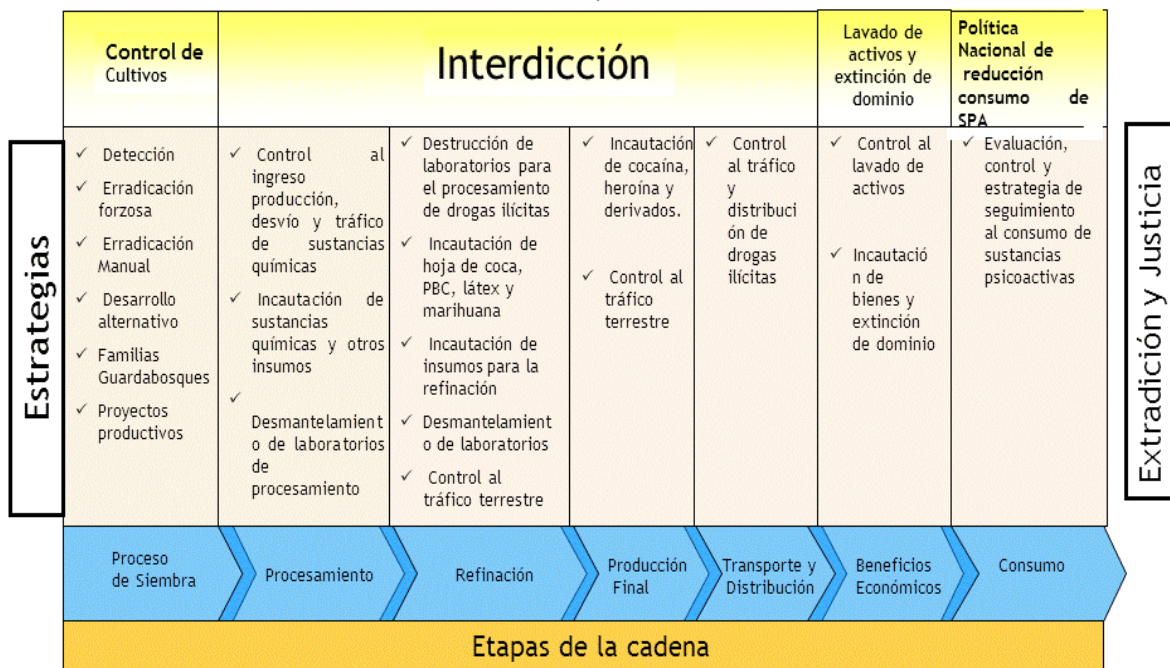 Control de
Cultivos
Interdicción
Lavado de
activos y
extinción de
dominio
Política
Nacional de
reducción
consumo de
SPA
Estrategias
✓ Detección
✓ Erradicación
forzosa
✓ Erradicación
Manual
✓ Desarrollo
alternativo
✓ Familias
Guardabosques
✓ Proyectos
productivos
✓ Control al
ingreso
producción,
desvío y tráfico
de sustancias
químicas
✓ Incautación de
sustancias
químicas y otros
insumos
✓
Desmantelamient
o de laboratorios
de
procesamiento
✓ Destrucción de
laboratorios para
el procesamiento
de drogas ilícitas
✓ Incautación de
hoja de coca,
PBC, látex y
marihuana
✓ Incautación de
insumos para la
refinación
✓ Desmantelamient
o de laboratorios
✓ Control al
tráfico terrestre
✓ Incautación
de cocaína,
heroína y
derivados.
✓ Control al
tráfico
terrestre
✓ Control
al tráfico
y
distribuci
ón de
drogas
ilícitas
✓ Control al
lavado de
activos
✓ Incautació
n de
bienes y
extinción
de dominio
✓ Evaluación,
control y
estrategia de
seguimiento
al consumo de
sustancias
psicoactivas
Extradición y Justicia
Proceso
de Siembra
Procesamiento
Refinación
Producción
Final
Transporte y
Distribución
Beneficios
Económicos
Consumo
Etapas de la cadena